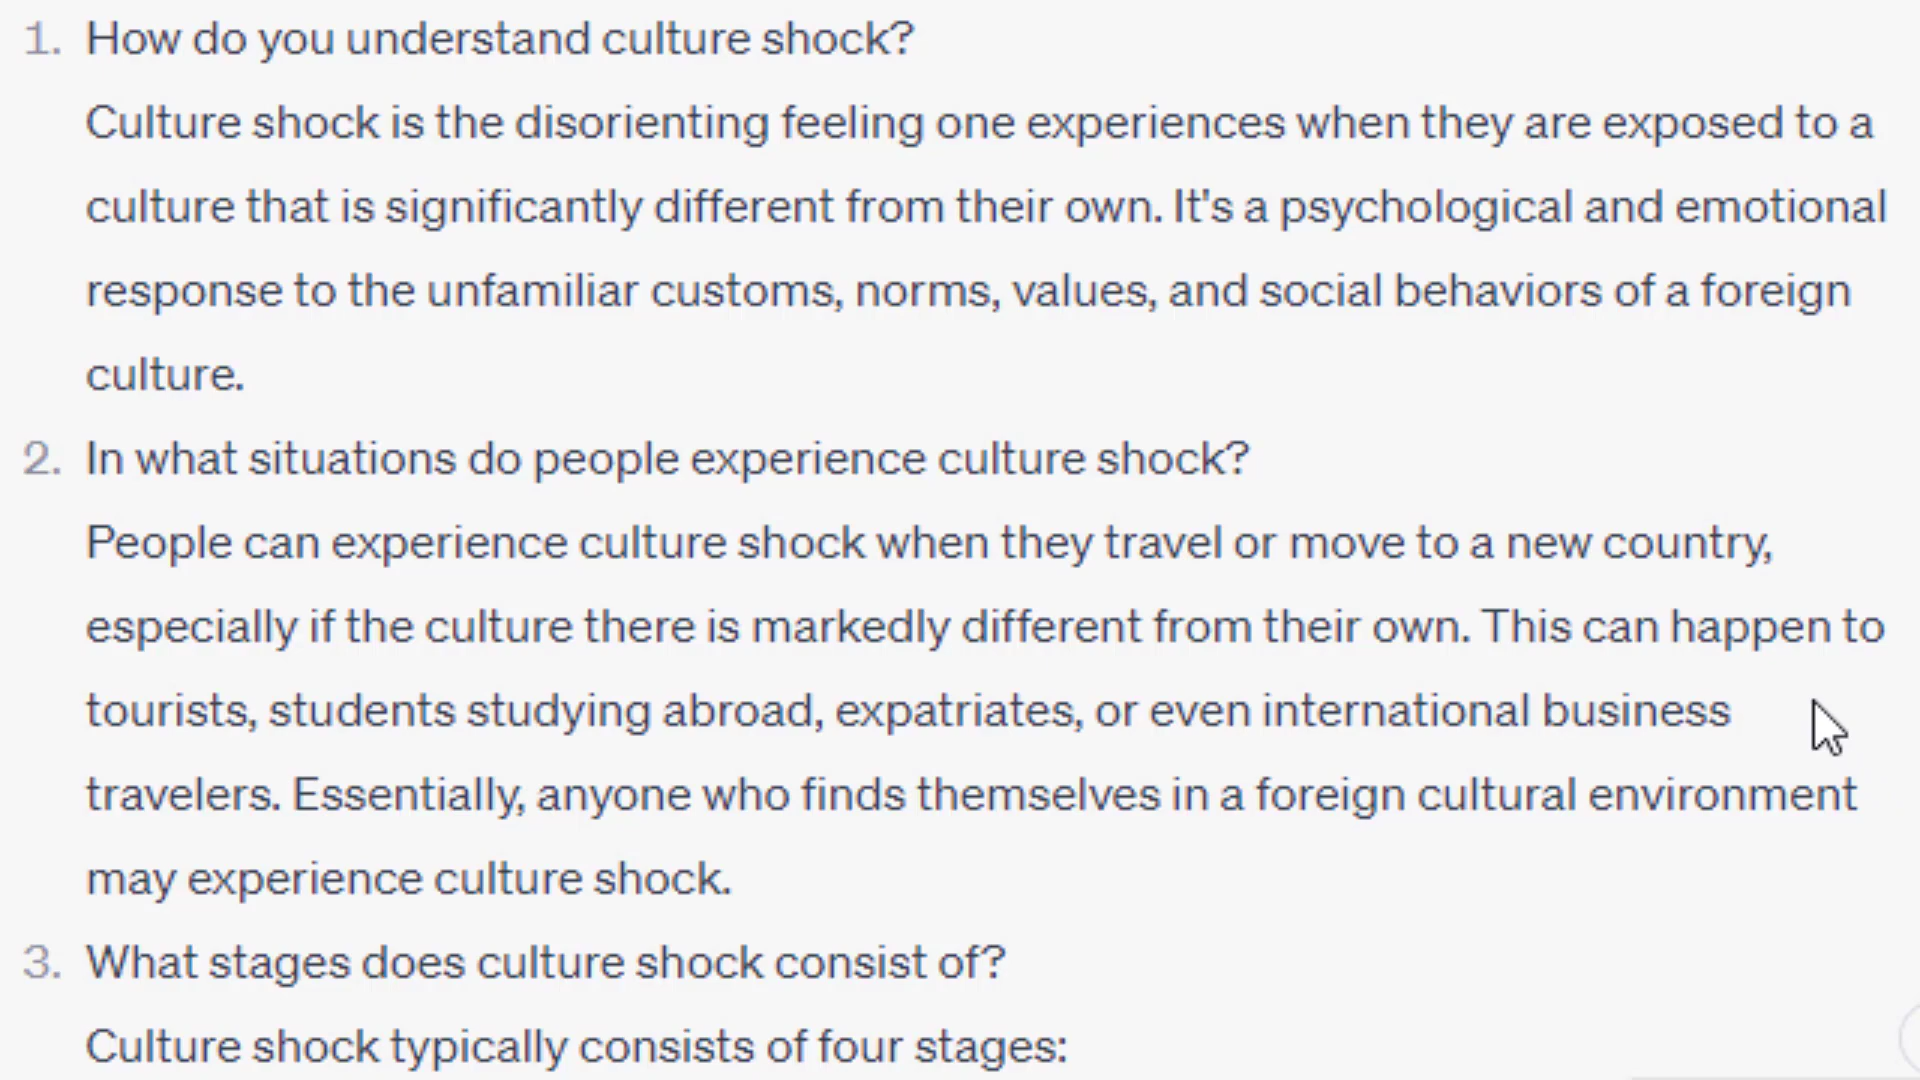 1. How do you understand culture shock?
Culture shock is the disorienting feeling one experiences when they are exposed to a
culture that is significantly different from their own. It's a psychological and emotional
response to the unfamiliar customs, norms, values, and social behaviors of a foreign
culture.
2. In what situations do people experience culture shock?
People can experience culture shock when they travel or move to a new country,
especially if the culture there is markedly different from their own. This can happen to
tourists, students studying abroad, expatriates, or even international business
travelers. Essentially, anyone who finds themselves in a foreign cultural environment
may experience culture shock.
3. What stages does culture shock consist of?
Culture shock typically consists of four stages: